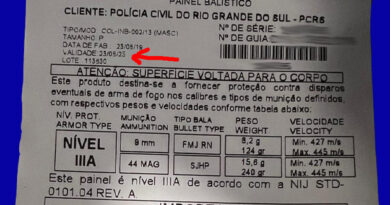 PAINEL BALÍSTICO
CLIENTE: POLÍCIA CIVIL DO RIO GRANDE DO SUL - PCRS
TIPO/MOD: COL-INB-002/13 (MASC)
Nº DE SÉRIE:
TAMANHO: P
Nº DE GUIA
DATA DE FAB: 23/05/19
VALIDADE: 23/05/25
LOTE: 113530
ATENÇÃO: SUPERFÍCIE VOLTADA PARA O CORPO
Este produto destina-se a fornecer proteção contra disparos
eventuais de arma de fogo nos calibres e tipos de munição definidos,
com respectivos pesos e velocidades conforme tabela abaixo:
NÍV. PROT. MUNIÇÃO TIPO BALA PESO VELOCIDADE
ARMOR TYPE AMMUNITION BULLET TYPE WEIGHT VELOCITY
NÍVEL IIIA 9 mm FMJ RN 8,2 g 124 gr Min. 427 m/s Max. 445 m/s
44 MAG SJHP 15,6 g 240 gr Min. 427 m/s Max. 445 m/s
Este painel é nível IIIA de acordo com a NIJ STD-
0101.04 REV. A.